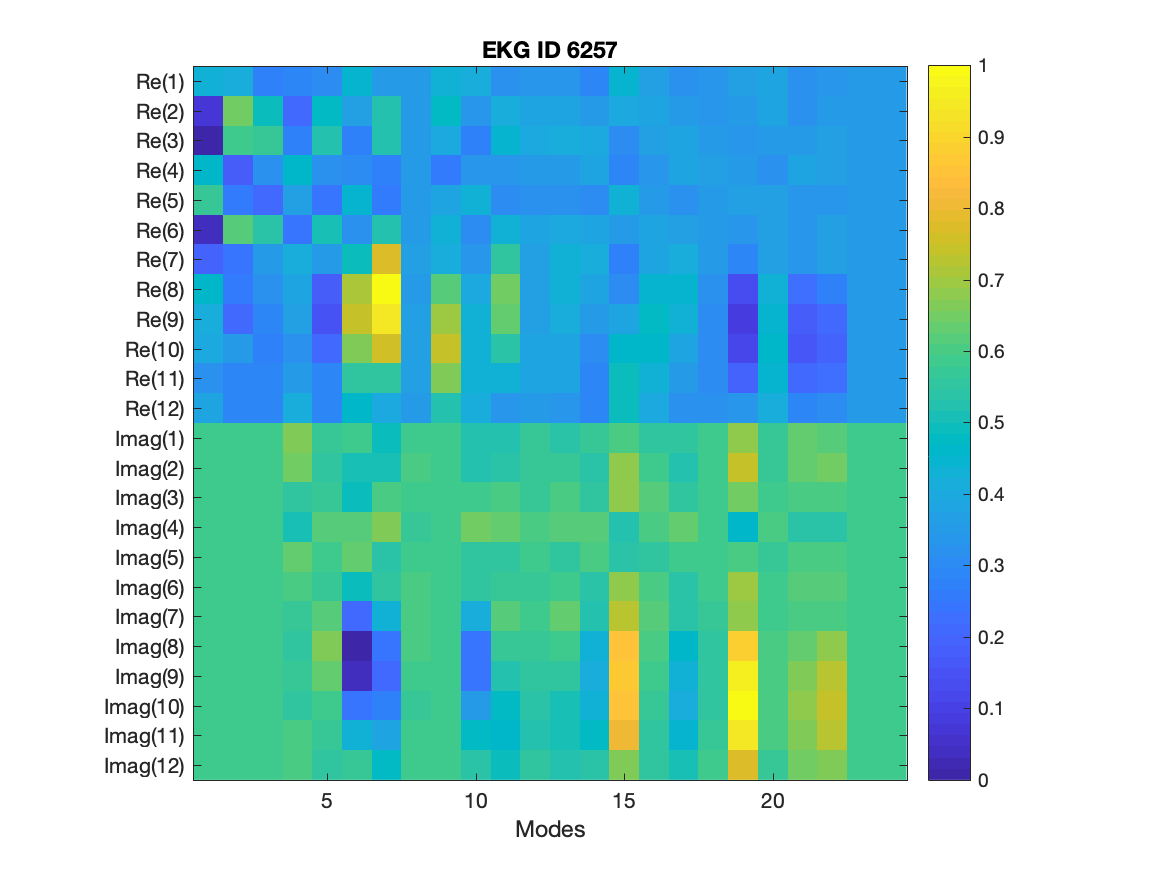 EKG ID 6257
Re(1)
Re(2)
Re(3)
Re(4)
Re(5)
Re(6)
Re(7)
Re(8)
Re(9)
Re(10)
Re(11)
Re(12)
Imag(1)
Imag(2)
Imag(3)
Imag(4)
Imag(5)
Imag(6)
Imag(7)
Imag(8)
Imag(9)
Imag(10)
Imag(11)
Imag(12)
5 10 15 20
Modes
1
0.9
0.8
0.7
0.6
0.5
0.4
0.3
0.2
0.1
0